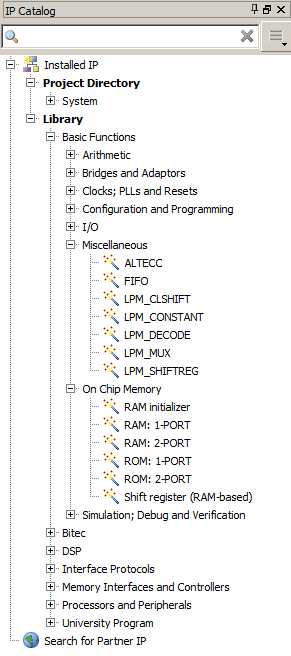 IP Catalog
Installed IP
Project Directory
System
Library
Basic Functions
Arithmetic
Bridges and Adaptors
Clocks; PLLs and Resets
Configuration and Programming
I/O
Miscellaneous
ALTECC
FIFO
LPM_CLSHIFT
LPM_CONSTANT
LPM_DECODE
LPM_MUX
LPM_SHIFTREG
On Chip Memory
RAM initializer
RAM: 1-PORT
RAM: 2-PORT
ROM: 1-PORT
ROM: 2-PORT
Shift register (RAM-based)
Simulation; Debug and Verification
Bitec
DSP
Interface Protocols
Memory Interfaces and Controllers
Processors and Peripherals
University Program
Search for Partner IP